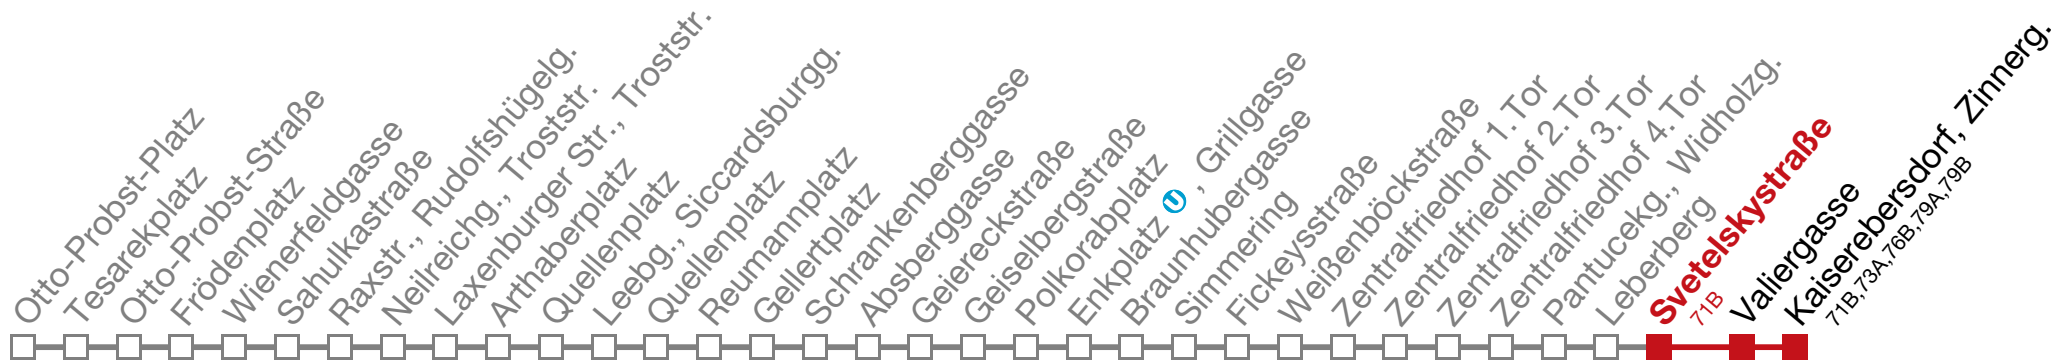 Otto-Probst-Platz
Tesarekplatz
Otto-Probst-Straße
Frödenplatz
Wienerfeldgasse
Sahulkastraße
Raxstr., Rudolfshügelg.
Neilreichg., Troststr.
Laxenburger Str., Troststr.
Arthaberplatz
Quellenplatz
Leebg., Siccardsburgg.
Quellenplatz
Reumannplatz
Gellertplatz
Schrankenberggasse
Absberggasse
Geiereckstraße
Geiselbergstraße
Polkorabplatz
Enkplatz U, Grillgasse
Braunhubergasse
Simmering
Fickeysstraße
Weißenböckstraße
Zentralfriedhof 1.Tor
Zentralfriedhof 2.Tor
Zentralfriedhof 3.Tor
Zentralfriedhof 4.Tor
Pantucekg., Widholzg.
Leberberg
Svetelskystraße
71B
Valiergasse
Kaiserebersdorf, Zinnerg.
71B,73A,76B,79A,79B